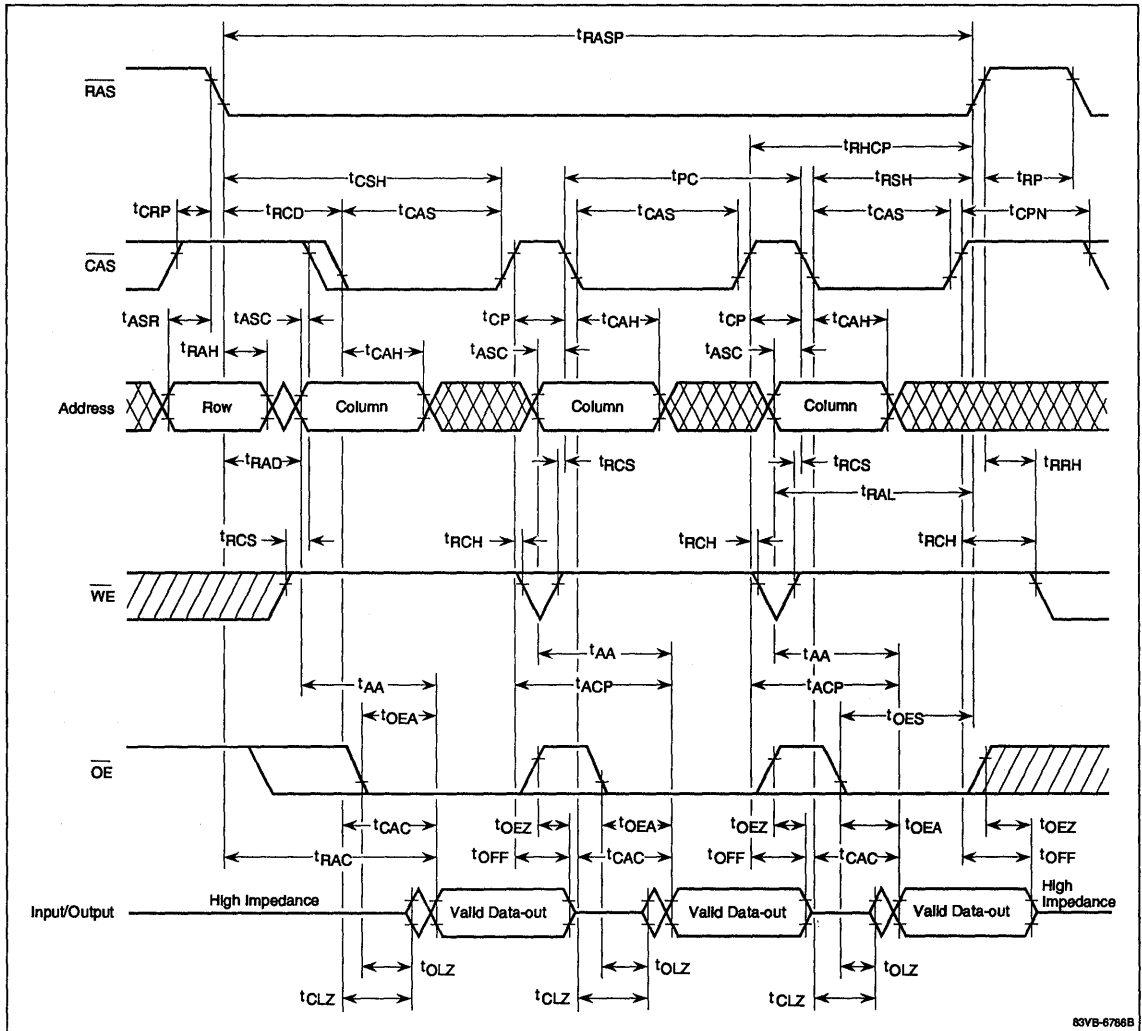 tRASP
RAS
tRHCP
tCSH tPC tRSH tRP
tCRP tRCD tCAS tCAS tCAS tCPN
CAS
tASR tASC tCP tCAH tCP tCAH
tRAH tCAH tASC tASC
Address Row Column Column Column
tRAD tRCS tRCS tRRH
tRAL
tRCS tRCH tRCH tRCH
WE
tAA tAA
tAA tACP tACP
tOEA tOES
OE
tCAC tOEZ tOEA tOEZ tOEA tOEZ
tRAC tOFF tCAC tOFF tCAC tOFF
Input/Output High Impedance Valid Data-out Valid Data-out Valid Data-out High Impedance
tOLZ tOLZ tOLZ
tCLZ tCLZ tCLZ
83VB-6786B